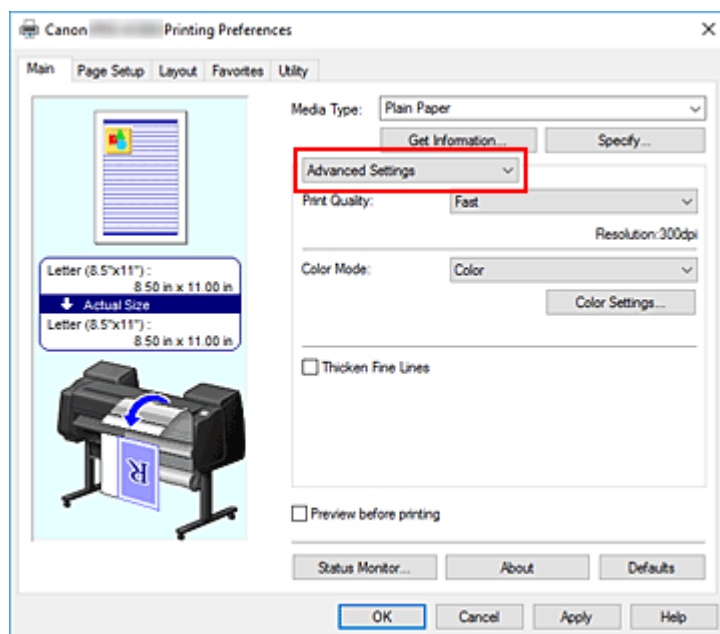 Canon Printing Preferences
Main Page Setup Layout Favorites Utility
Media Type: Plain Paper
Get Information... Specify...
Advanced Settings
Print Quality: Fast
Resolution:300dpi
Color Mode: Color
Color Settings...
Thicken Fine Lines
Letter (8.5"x11") :
8.50 in x 11.00 in
Actual Size
Letter (8.5"x11") :
8.50 in x 11.00 in
R
Preview before printing
Status Monitor... About Defaults
OK Cancel Apply Help